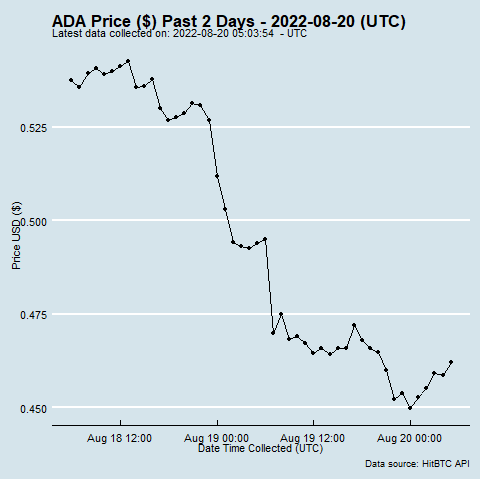 ADA Price ($) Past 2 Days - 2022-08-20 (UTC)
Latest data collected on: 2022-08-20 05:03:54  - UTC
0.525
0.500
0.475
0.450
Price USD ($)
Aug 18 12:00 Aug 19 00:00 Aug 19 12:00 Aug 20 00:00
Date Time Collected (UTC)
Data source: HitBTC API